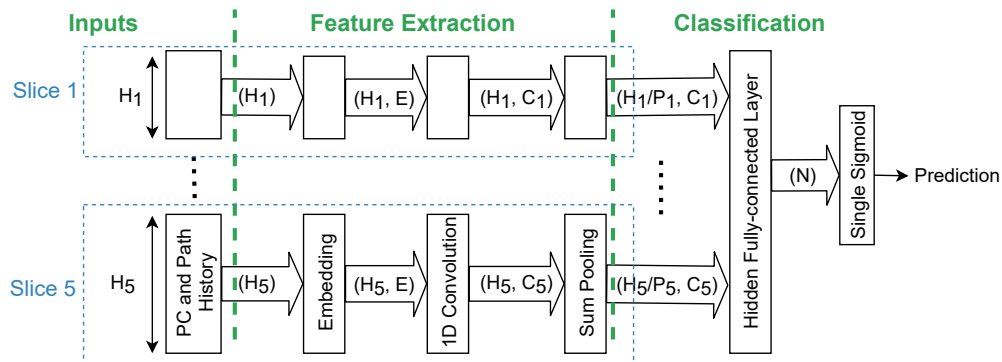 Inputs
Feature Extraction
Classification
Slice 1
H1
(H1)
(H1, E)
(H1, C1)
(H1/P1, C1)
Hidden Fully-connected Layer
(N)
Single Sigmoid
Prediction
Slice 5
H5
PC and Path
History
(H5)
Embedding
(H5, E)
1D Convolution
(H5, C5)
Sum Pooling
(H5/P5, C5)